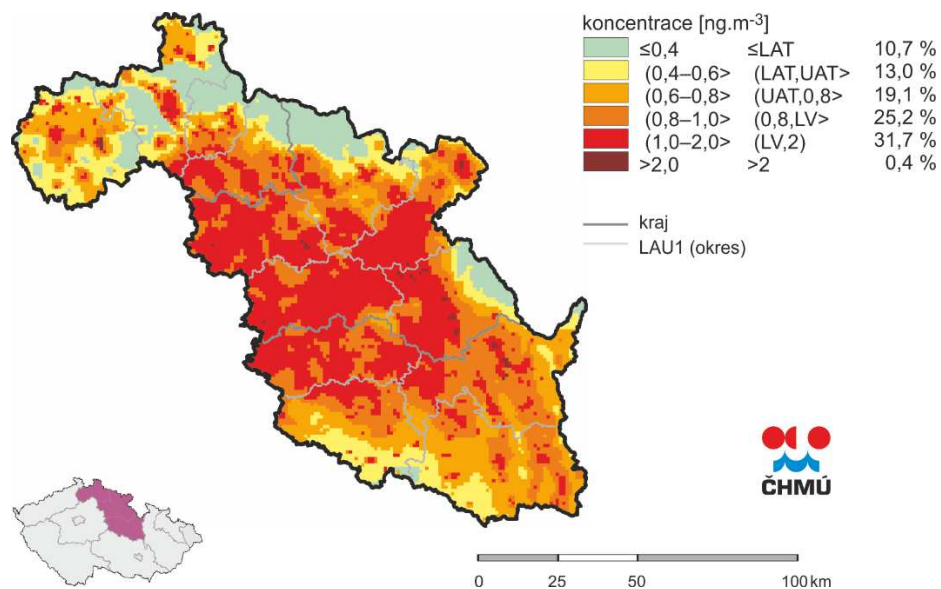 koncentrace [ng.m-3]
≤0,4 ≤LAT 10,7 %
(0,4–0,6> (LAT,UAT> 13,0 %
(0,6–0,8> (UAT,0,8> 19,1 %
(0,8–1,0> (0,8,LV> 25,2 %
(1,0–2,0> (LV,2) 31,7 %
>2,0 >2 0,4 %
kraj
LAU1 (okres)
ČHMÚ
0 25 50 100 km